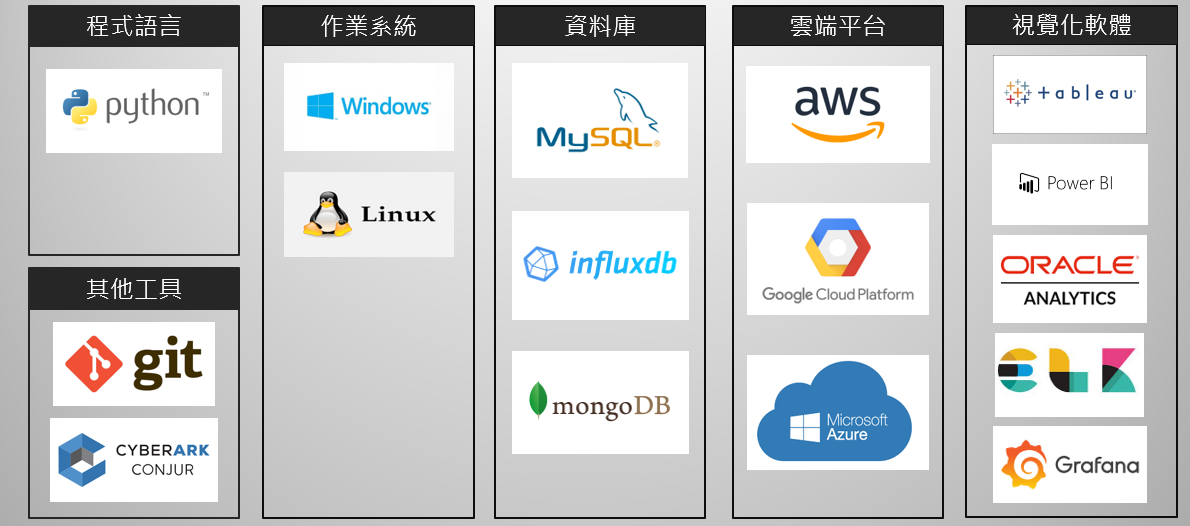 程式語言
python™
其他工具
git
CYBERARK
CONJUR
作業系統
Windows
Linux
資料庫
MySQL®
influxdb
mongoDB
雲端平台
aws
Google Cloud Platform
Microsoft
Azure
視覺化軟體
+ableau
Power BI
ORACLE®
ANALYTICS
ELK
Grafana